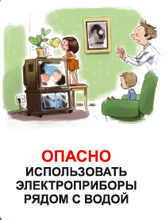 ОПАСНО
ИСПОЛЬЗОВАТЬ
ЭЛЕКТРОПРИБОРЫ
РЯДОМ С ВОДОЙ